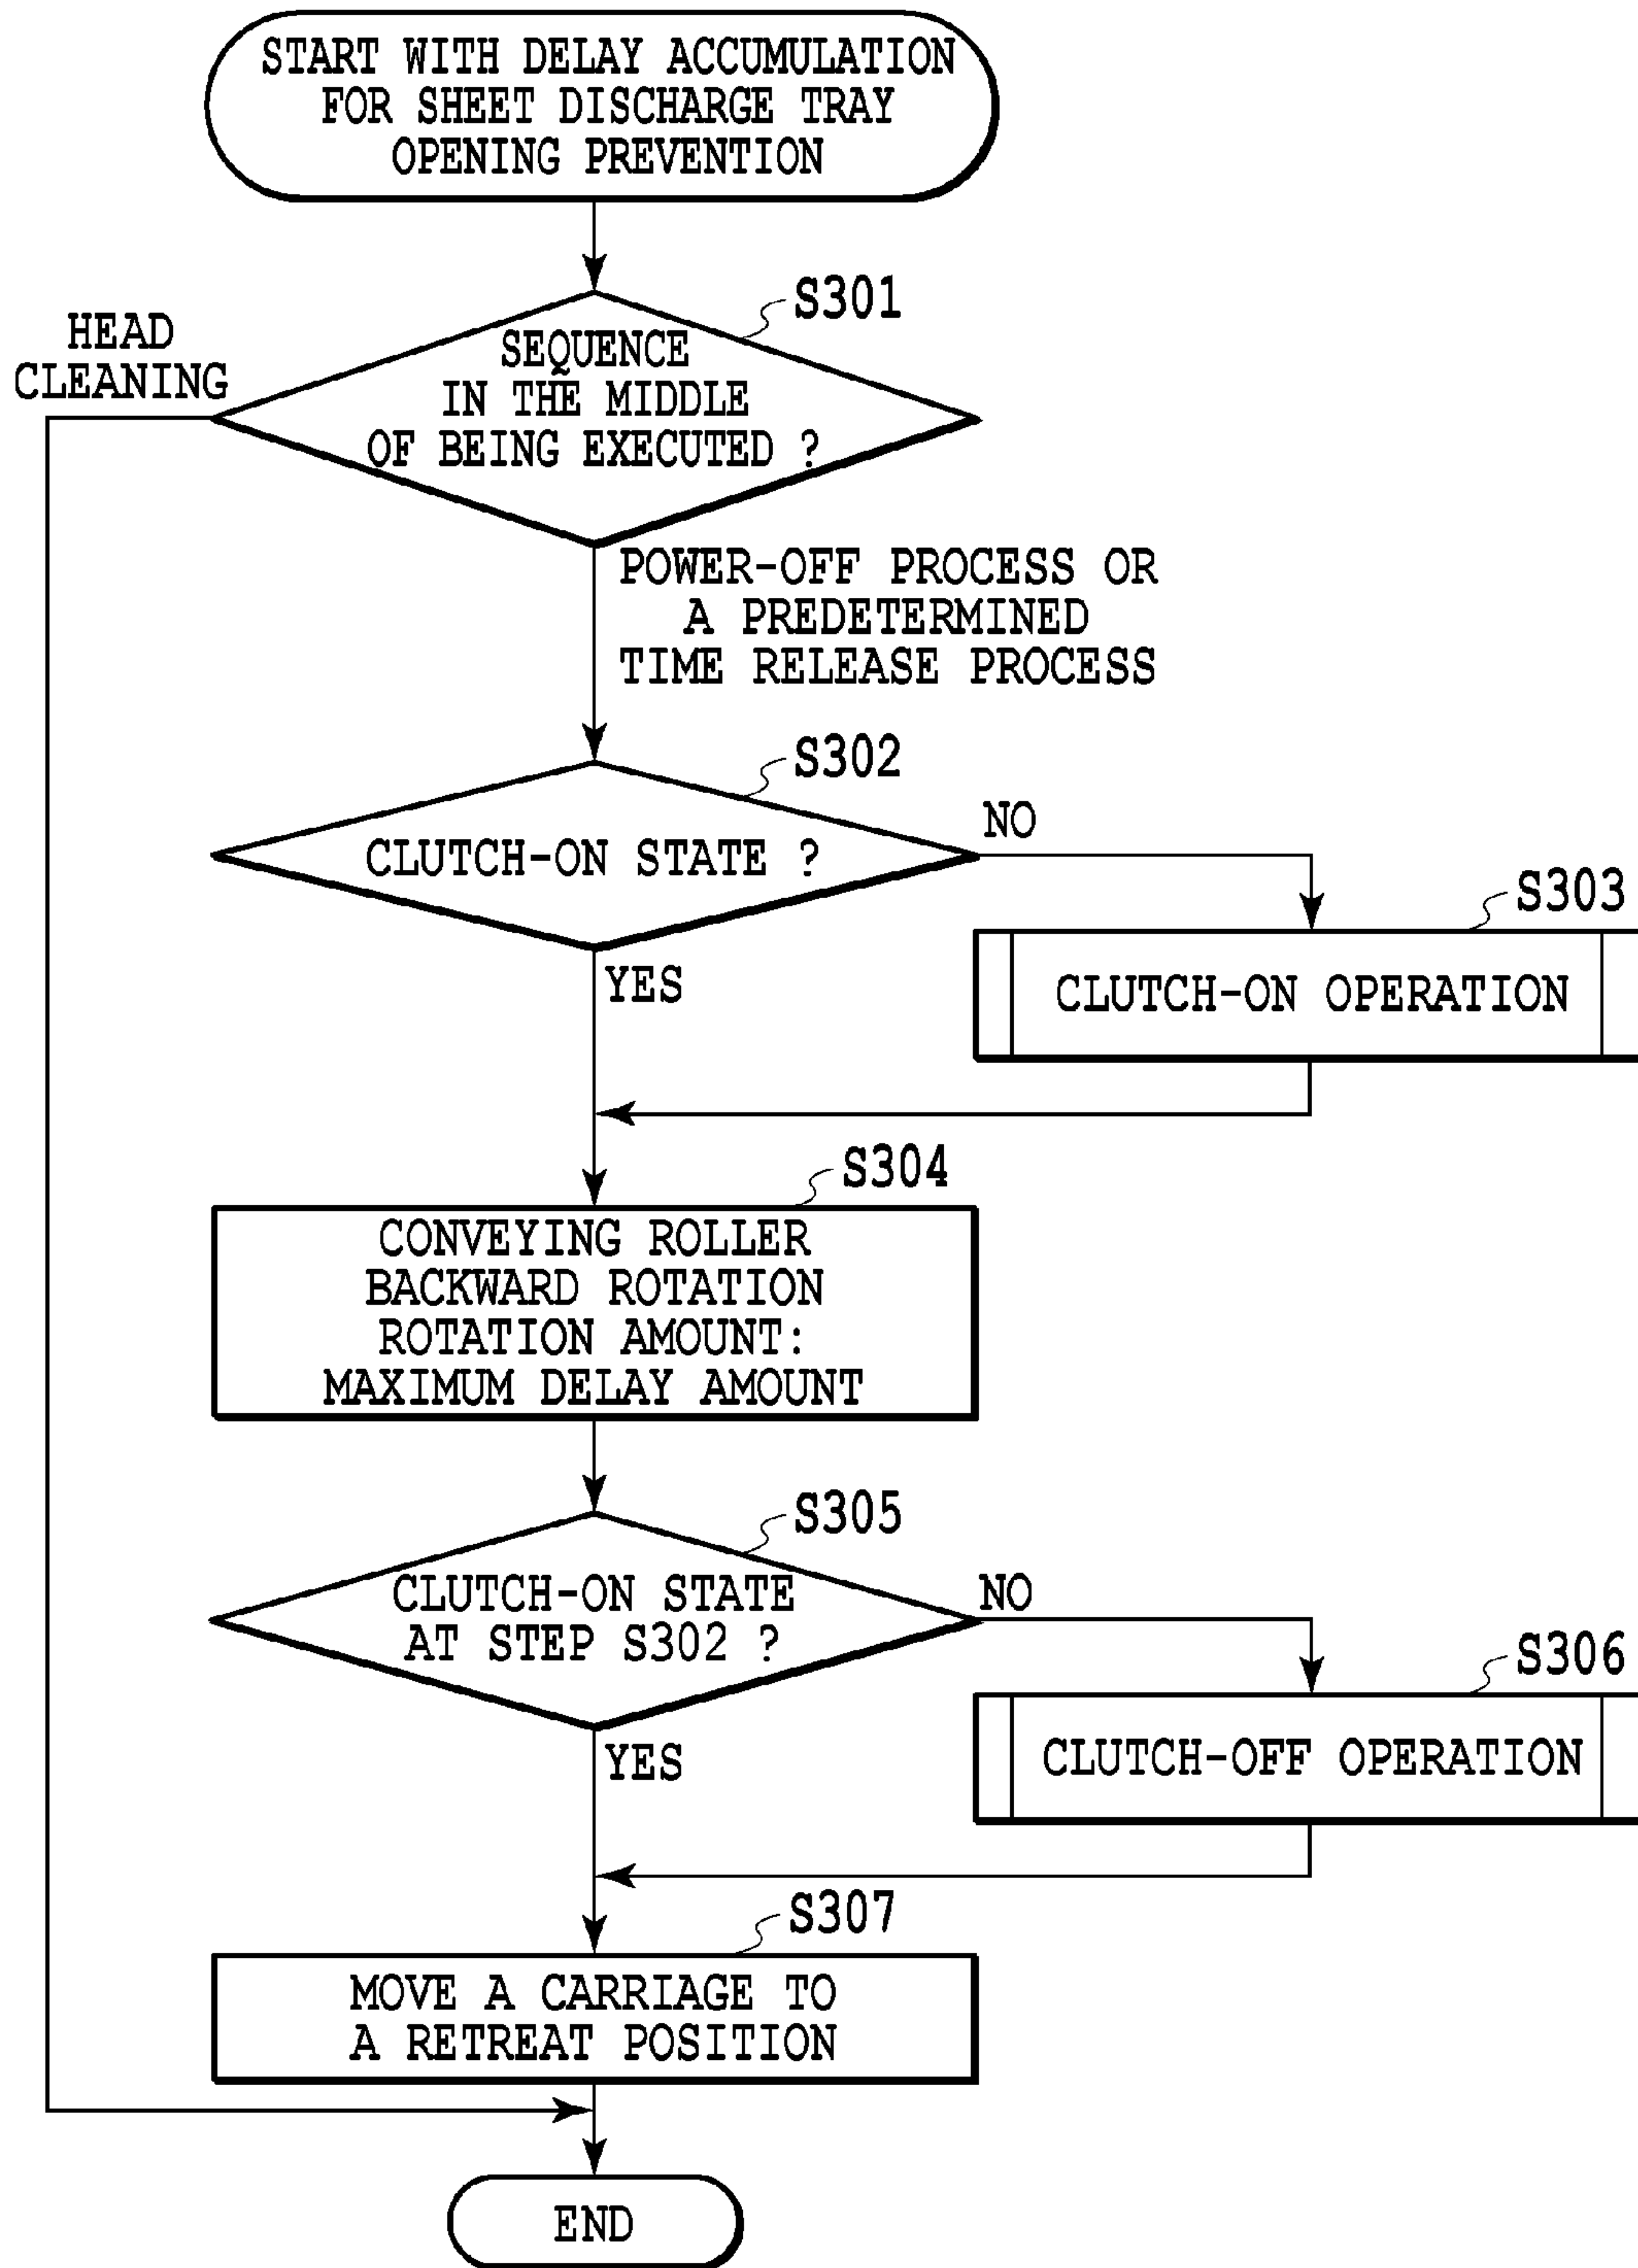 START WITH DELAY ACCUMULATION
FOR SHEET DISCHARGE TRAY
OPENING PREVENTION
S301
HEAD
CLEANING
SEQUENCE
IN THE MIDDLE
OF BEING EXECUTED ?
POWER-OFF PROCESS OR
A PREDETERMINED
TIME RELEASE PROCESS
S302
CLUTCH-ON STATE ?
NO
YES
S303
CLUTCH-ON OPERATION
S304
CONVEYING ROLLER
BACKWARD ROTATION
ROTATION AMOUNT:
MAXIMUM DELAY AMOUNT
S305
CLUTCH-ON STATE
AT STEP S302 ?
NO
YES
S306
CLUTCH-OFF OPERATION
S307
MOVE A CARRIAGE TO
A RETREAT POSITION
END